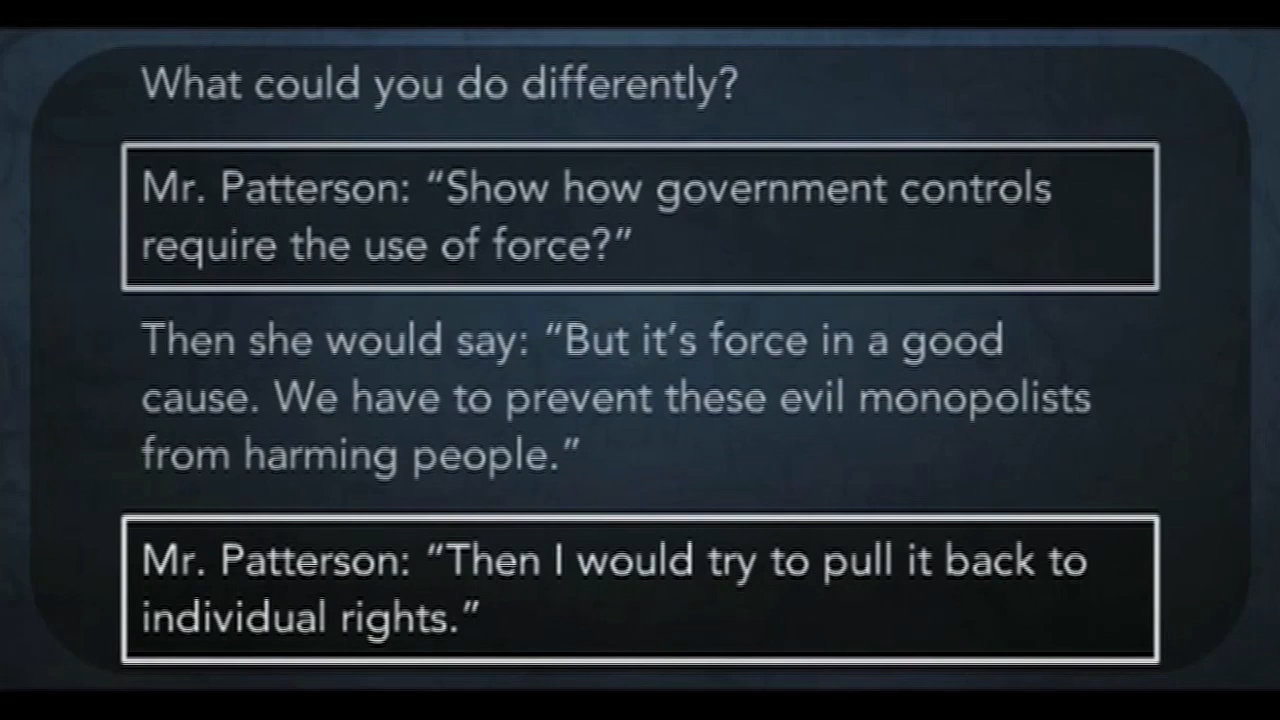 What could you do differently?
Mr. Patterson: “Show how government controls
require the use of force?”
Then she would say: “But it’s force in a good
cause. We have to prevent these evil monopolists
from harming people.”
Mr. Patterson: “Then I would try to pull it back to
individual rights.”